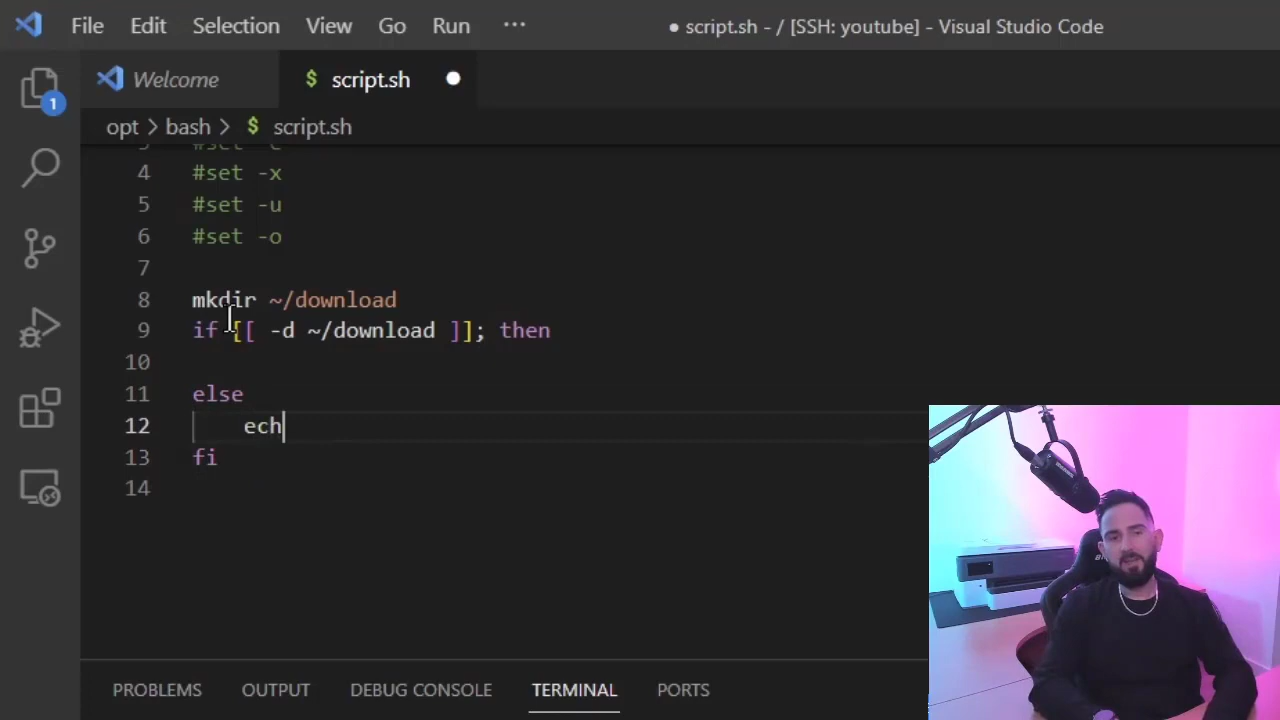 File Edit Selection View Go Run ···
● script.sh - / [SSH: youtube] - Visual Studio Code
Welcome
$ script.sh ●
opt > bash > $ script.sh
1
4 #set -x
5 #set -u
6 #set -o
7
8 mkdir ~/download
9 if [[ -d ~/download ]]; then
10
11 else
12 ech
13 fi
14
PROBLEMS OUTPUT DEBUG CONSOLE TERMINAL PORTS